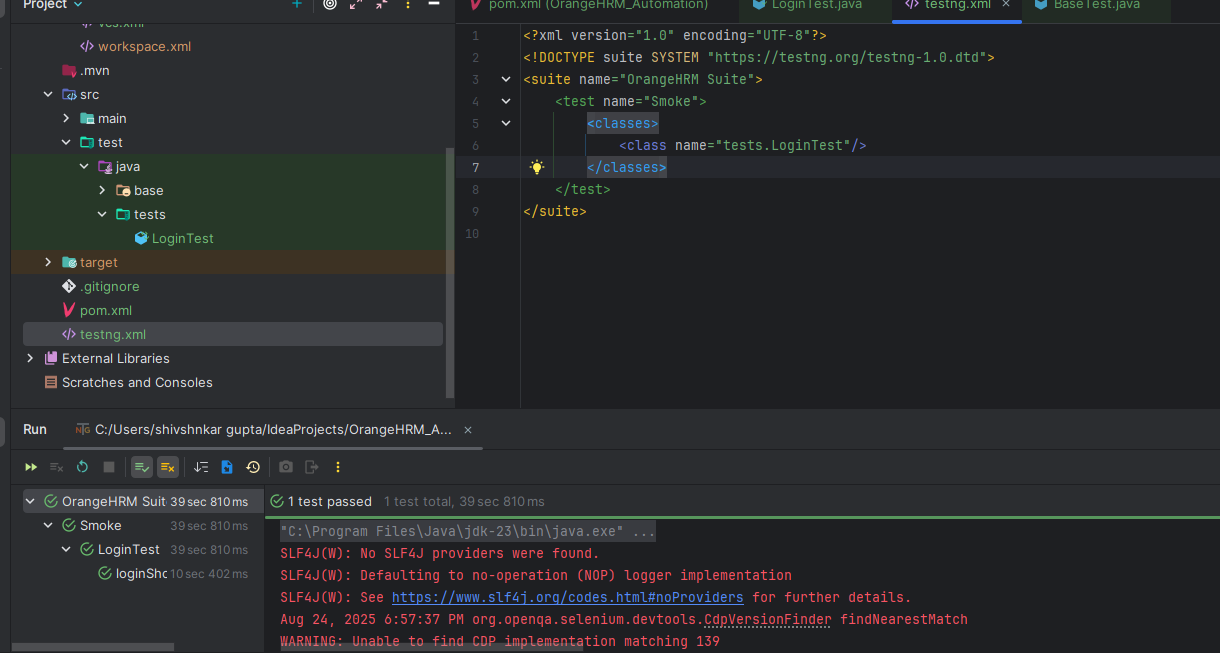 Project
pom.xml (OrangeHRM_Automation)
LoginTest.java
testng.xml
BaseTest.java
vcs.xml
workspace.xml
.mvn
src
main
test
java
base
tests
LoginTest
target
.gitignore
pom.xml
testng.xml
External Libraries
Scratches and Consoles
1 <?xml version="1.0" encoding="UTF-8"?>
2 <!DOCTYPE suite SYSTEM "https://testng.org/testng-1.0.dtd">
3 <suite name="OrangeHRM Suite">
4 <test name="Smoke">
5 <classes>
6 <class name="tests.LoginTest"/>
7 </classes>
8 </test>
9 </suite>
10
Run
C:/Users/shivshnkar gupta/IdeaProjects/OrangeHRM_A...
OrangeHRM Suit 39 sec 810 ms
Smoke 39 sec 810 ms
LoginTest 39 sec 810 ms
loginSho 10 sec 402 ms
1 test passed 1 test total, 39 sec 810 ms
"C:\Program Files\Java\jdk-23\bin\java.exe" ...
SLF4J(W): No SLF4J providers were found.
SLF4J(W): Defaulting to no-operation (NOP) logger implementation
SLF4J(W): See https://www.slf4j.org/codes.html#noProviders for further details.
Aug 24, 2025 6:57:37 PM org.openqa.selenium.devtools.CdpVersionFinder findNearestMatch
WARNING: Unable to find CDP implementation matching 139